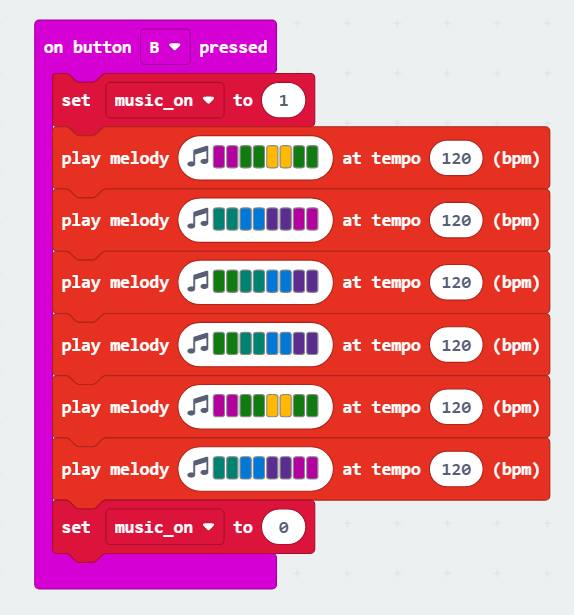 on button B pressed
set music_on to 1
play melody at tempo 120 (bpm)
play melody at tempo 120 (bpm)
play melody at tempo 120 (bpm)
play melody at tempo 120 (bpm)
play melody at tempo 120 (bpm)
play melody at tempo 120 (bpm)
set music_on to 0